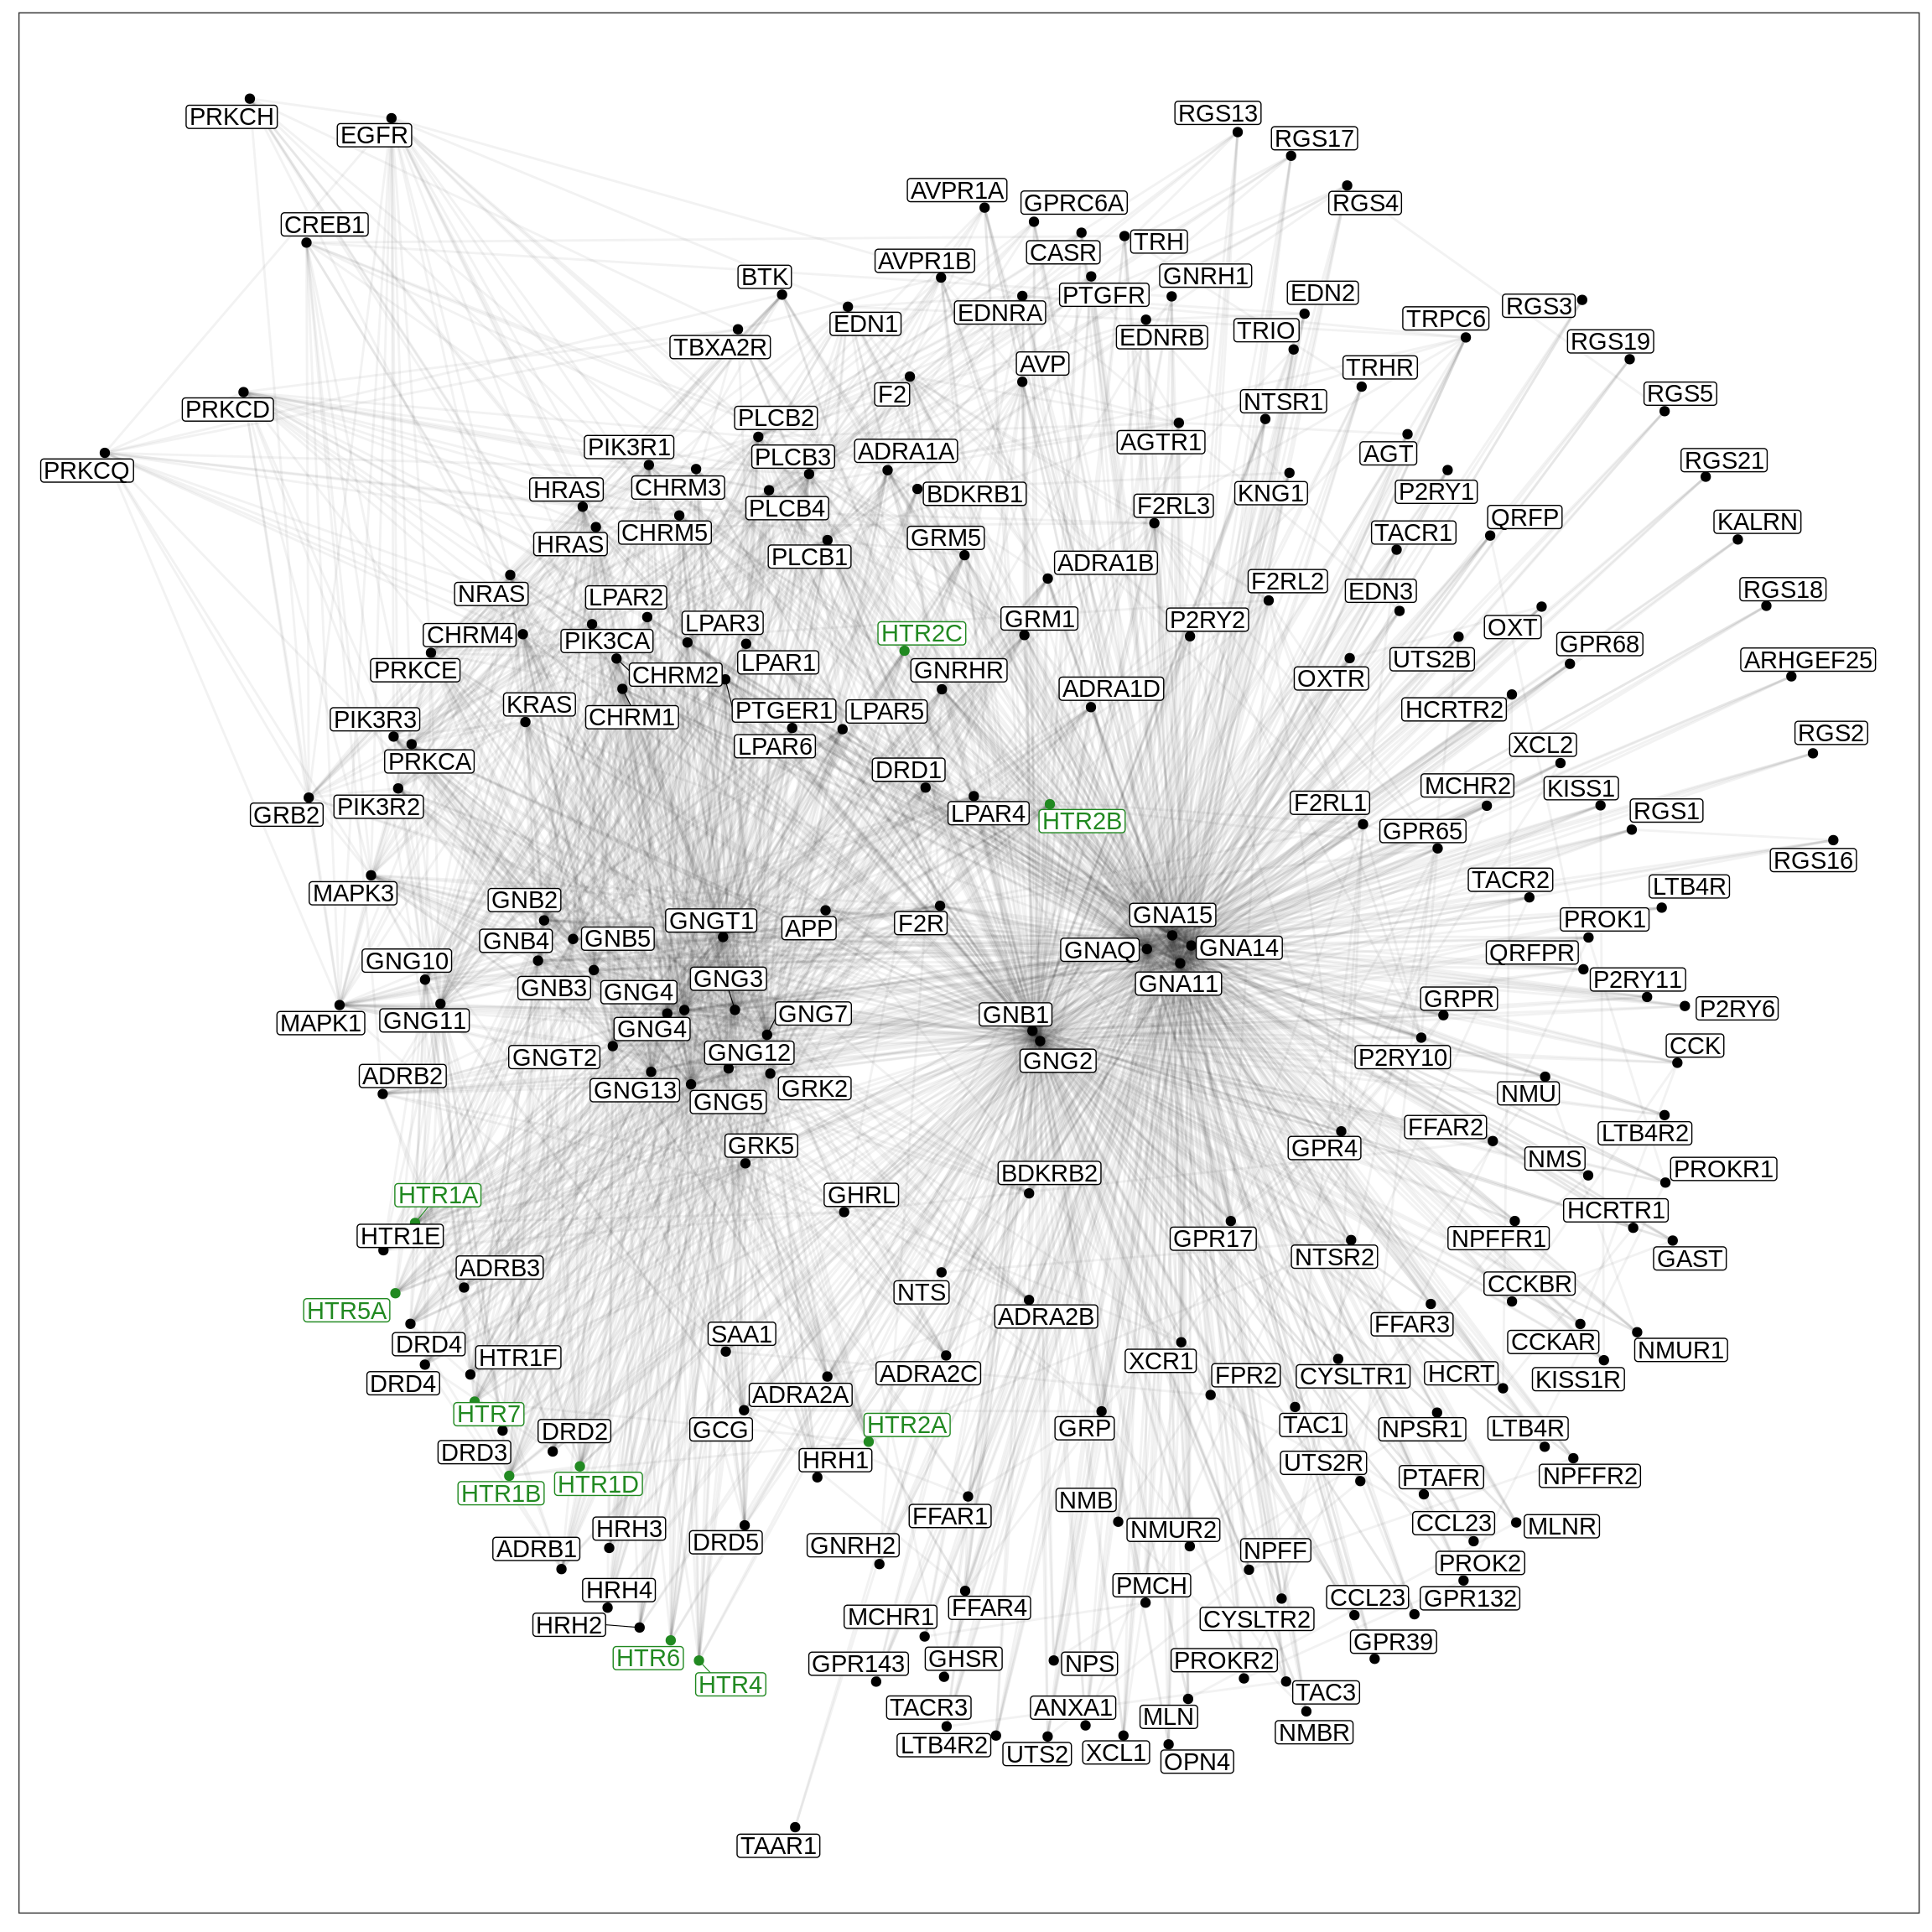 PRKCH
EGFR
RGS13
RGS17
AVPR1A
GPRC6A
RGS4
CREB1
CASR
TRH
AVPR1B
BTK
GNRH1
PTGFR
EDN2
EDNRA
RGS3
EDN1
TRPC6
TRIO
EDNRB
RGS19
TBXA2R
AVP
TRHR
F2
RGS5
NTSR1
PRKCD
PLCB2
AGTR1
PIK3R1
ADRA1A
AGT
PLCB3
RGS21
PRKCQ
CHRM3
HRAS
BDKRB1
KNG1
P2RY1
PLCB4
F2RL3
QRFP
KALRN
CHRM5
TACR1
GRM5
HRAS
PLCB1
ADRA1B
F2RL2
RGS18
NRAS
EDN3
LPAR2
GRM1
P2RY2
LPAR3
OXT
CHRM4
HTR2C
PIK3CA
GPR68
UTS2B
ARHGEF25
LPAR1
PRKCE
GNRHR
CHRM2
OXTR
ADRA1D
KRAS
HCRTR2
PTGER1
LPAR5
CHRM1
PIK3R3
RGS2
LPAR6
XCL2
PRKCA
DRD1
MCHR2
KISS1
F2RL1
PIK3R2
RGS1
LPAR4
GRB2
HTR2B
GPR65
RGS16
TACR2
LTB4R
MAPK3
GNB2
GNA15
PROK1
GNGT1
F2R
APP
GNB5
GNB4
GNAQ
GNA14
QRFPR
GNG10
GNG3
P2RY11
GNA11
GNB3
GNG4
GRPR
P2RY6
GNG7
GNB1
MAPK1
GNG11
GNG4
CCK
GNG12
GNGT2
P2RY10
GNG2
ADRB2
GRK2
GNG13
NMU
GNG5
FFAR2
LTB4R2
GRK5
GPR4
NMS
PROKR1
BDKRB2
HTR1A
GHRL
HCRTR1
HTR1E
GPR17
NPFFR1
NTSR2
GAST
ADRB3
CCKBR
NTS
HTR5A
ADRA2B
FFAR3
SAA1
CCKAR
DRD4
NMUR1
HTR1F
XCR1
ADRA2C
FPR2
CYSLTR1
HCRT
KISS1R
DRD4
ADRA2A
HTR7
HTR2A
TAC1
NPSR1
LTB4R
GRP
GCG
DRD2
DRD3
HRH1
UTS2R
PTAFR
NPFFR2
HTR1D
HTR1B
NMB
FFAR1
CCL23
MLNR
HRH3
NMUR2
DRD5
GNRH2
ADRB1
NPFF
PROK2
PMCH
HRH4
CCL23
GPR132
FFAR4
MCHR1
CYSLTR2
HRH2
GPR39
HTR6
GHSR
PROKR2
GPR143
NPS
HTR4
TAC3
TACR3
ANXA1
MLN
NMBR
LTB4R2
UTS2
XCL1
OPN4
TAAR1